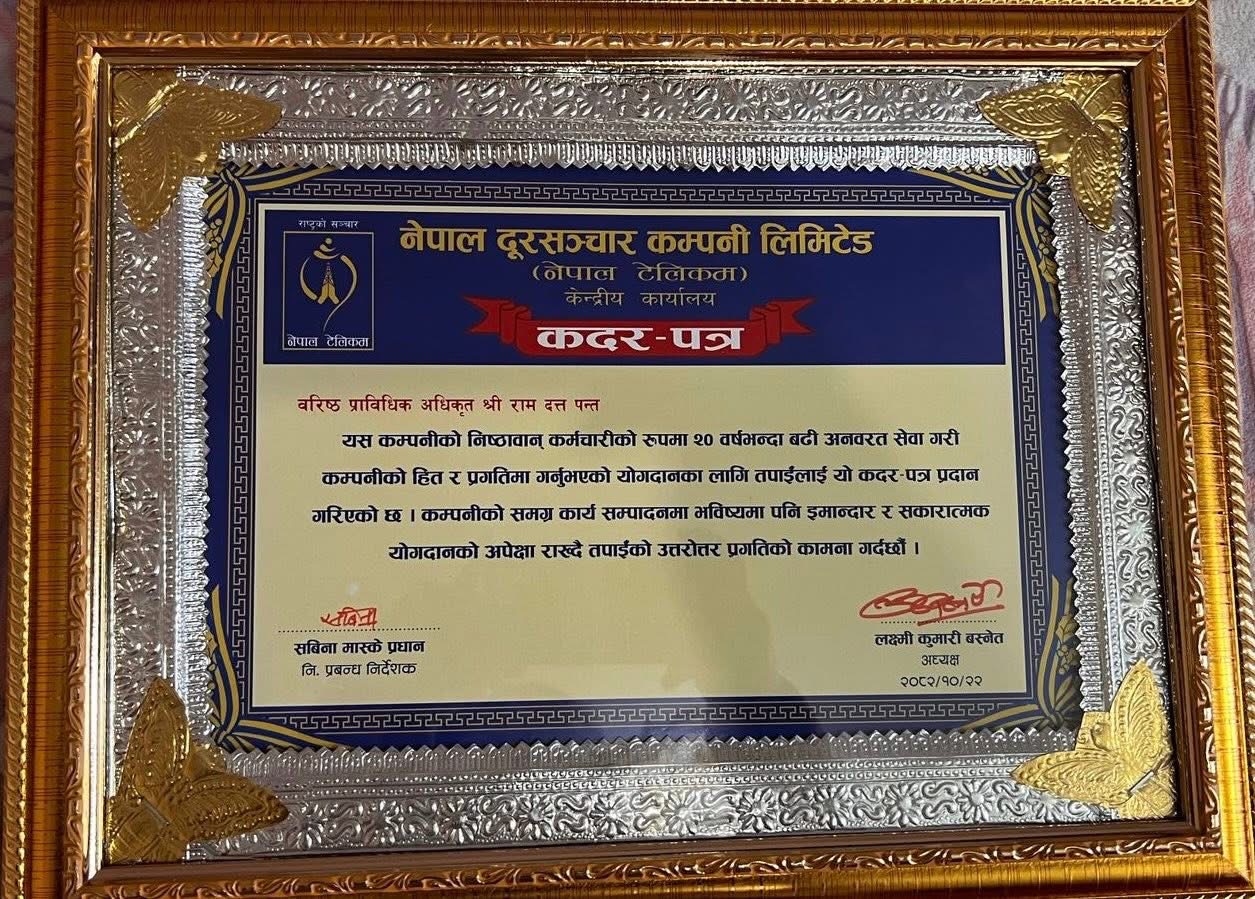 राष्ट्रको सञ्चार
नेपाल टेलिकम
नेपाल दूरसञ्चार कम्पनी लिमिटेड
(नेपाल टेलिकम)
केन्द्रीय कार्यालय
कदर-पत्र
वरिष्ठ प्राविधिक अधिकृत श्री राम दत्त पन्त
यस कम्पनीको निष्ठावान् कर्मचारीको रुपमा २० वर्षभन्दा बढी अनवरत सेवा गरी
कम्पनीको हित र प्रगतिमा गर्नुभएको योगदानका लागि तपाईंलाई यो कदर-पत्र प्रदान
गरिएको छ । कम्पनीको समग्र कार्य सम्पादनमा भविष्यमा पनि इमान्दार र सकारात्मक
योगदानको अपेक्षा राख्दै तपाईंको उत्तरोत्तर प्रगतिको कामना गर्दछौं ।
सबिना
सबिना मास्के प्रधान
नि. प्रबन्ध निर्देशक
लक्ष्मी कुमारी बस्नेत
अध्यक्ष
२०८२/१०/२२